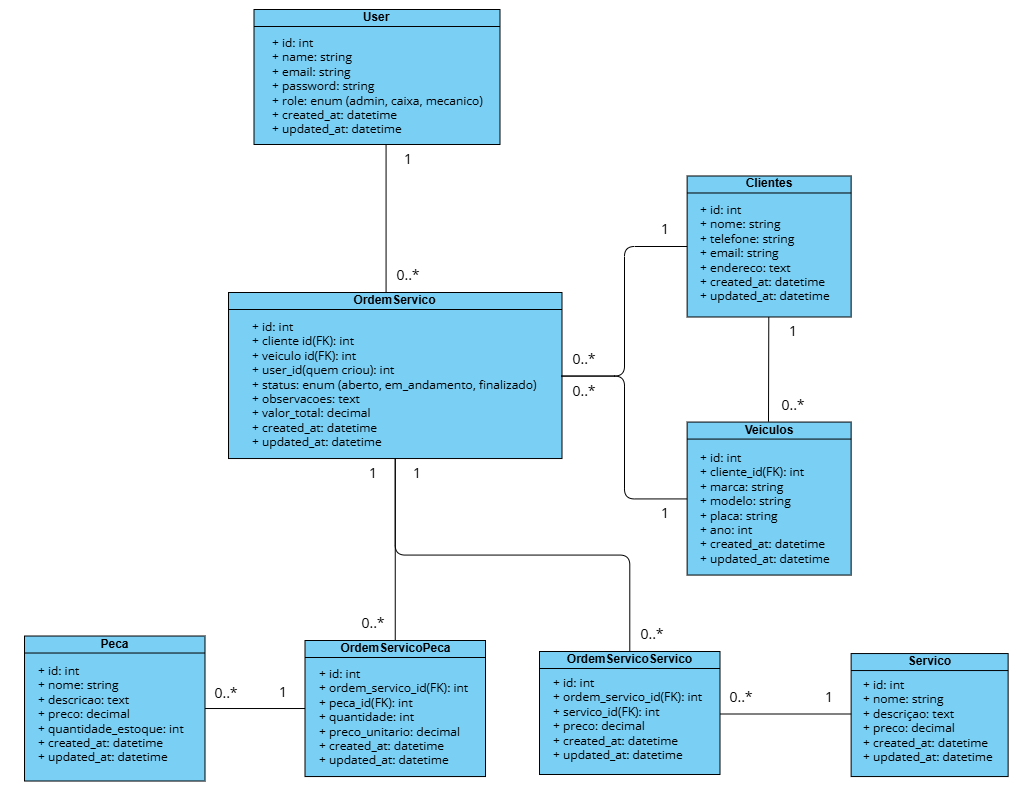 User
+ id: int
+ name: string
+ email: string
+ password: string
+ role: enum (admin, caixa, mecanico)
+ created_at: datetime
+ updated_at: datetime
1
0..*
OrdemServico
+ id: int
+ cliente id(FK): int
+ veiculo id(FK): int
+ user_id(quem criou): int
+ status: enum (aberto, em_andamento, finalizado)
+ observacoes: text
+ valor_total: decimal
+ created_at: datetime
+ updated_at: datetime
1
0..*
0..*
1
Clientes
+ id: int
+ nome: string
+ telefone: string
+ email: string
+ endereco: text
+ created_at: datetime
+ updated_at: datetime
1
0..*
Veiculos
+ id: int
+ cliente_id(FK): int
+ marca: string
+ modelo: string
+ placa: string
+ ano: int
+ created_at: datetime
+ updated_at: datetime
1
1
0..*
0..*
Peca
+ id: int
+ nome: string
+ descricao: text
+ preco: decimal
+ quantidade_estoque: int
+ created_at: datetime
+ updated_at: datetime
0..*
1
OrdemServicoPeca
+ id: int
+ ordem_servico_id(FK): int
+ peca_id(FK): int
+ quantidade: int
+ preco_unitario: decimal
+ created_at: datetime
+ updated_at: datetime
OrdemServicoServico
+ id: int
+ ordem_servico_id(FK): int
+ servico_id(FK): int
+ preco: decimal
+ created_at: datetime
+ updated_at: datetime
0..*
1
Servico
+ id: int
+ nome: string
+ descriçao: text
+ preco: decimal
+ created_at: datetime
+ updated_at: datetime